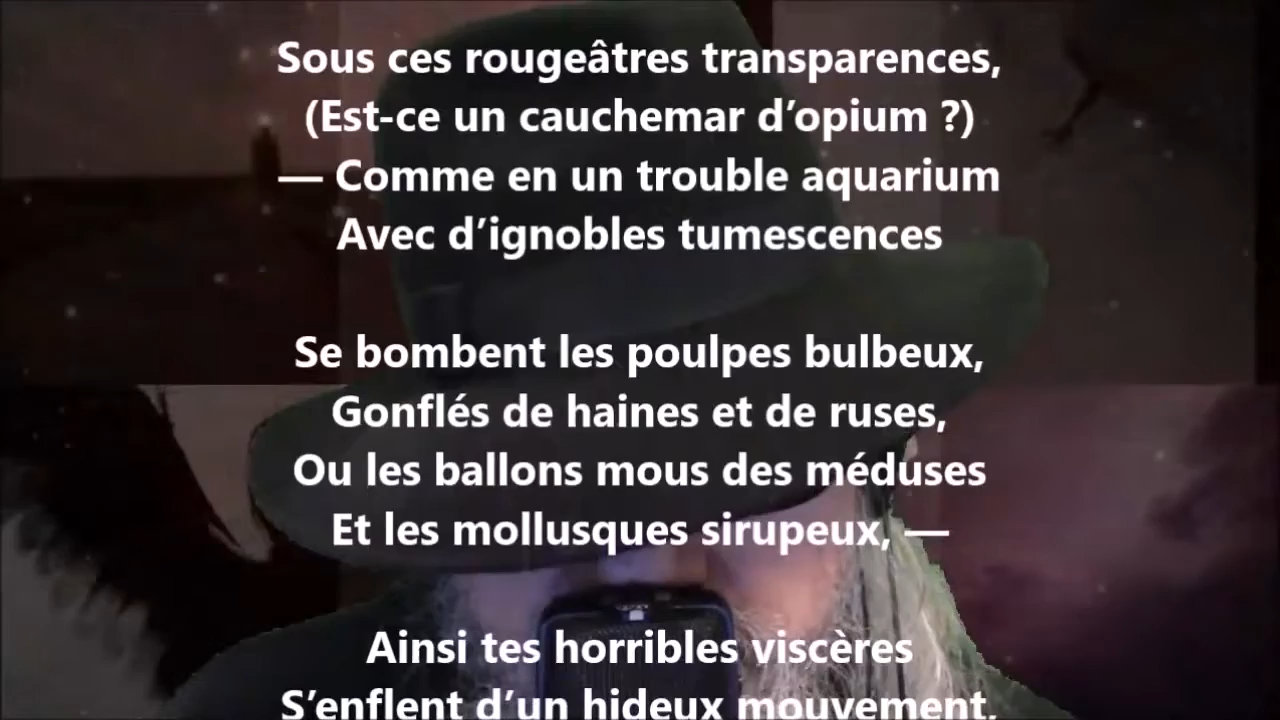 Sous ces rougeâtres transparences,
(Est-ce un cauchemar d’opium ?)
— Comme en un trouble aquarium
Avec d’ignobles tumescences
Se bombent les poulpes bulbeux,
Gonflés de haines et de ruses,
Ou les ballons mous des méduses
Et les mollusques sirupeux, —
Ainsi tes horribles viscères
S’enflent d’un hideux mouvement,